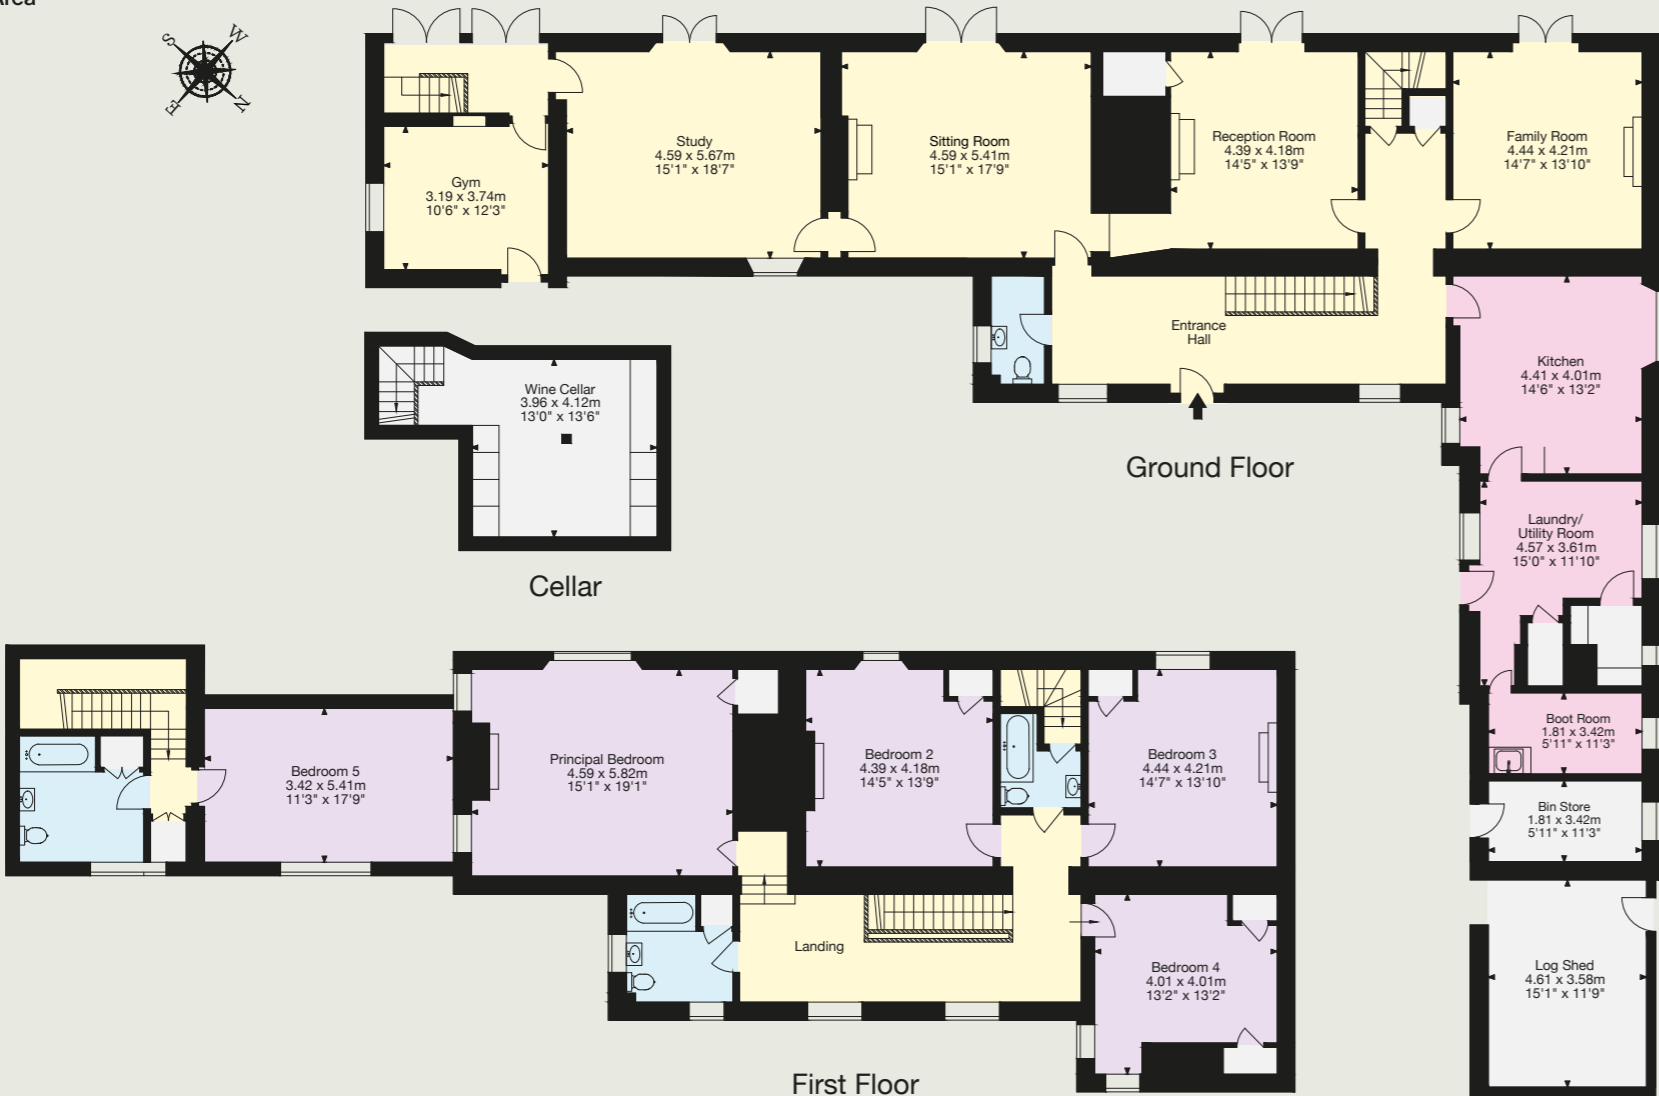 Area
S
W
E
N
Study
4.59 x 5.67m
15'1" x 18'7"
Sitting Room
4.59 x 5.41m
15'1" x 17'9"
Reception Room
4.39 x 4.18m
14'5" x 13'9"
Family Room
4.44 x 4.21m
14'7" x 13'10"
Gym
3.19 x 3.74m
10'6" x 12'3"
Entrance
Hall
Kitchen
4.41 x 4.01m
14'6" x 13'2"
Wine Cellar
3.96 x 4.12m
13'0" x 13'6"
Ground Floor
Laundry/
Utility Room
4.57 x 3.61m
15'0" x 11'10"
Cellar
Boot Room
1.81 x 3.42m
5'11" x 11'3"
Bedroom 5
3.42 x 5.41m
11'3" x 17'9"
Principal Bedroom
4.59 x 5.82m
15'1" x 19'1"
Bedroom 2
4.39 x 4.18m
14'5" x 13'9"
Bedroom 3
4.44 x 4.21m
14'7" x 13'10"
Bin Store
1.81 x 3.42m
5'11" x 11'3"
Landing
Bedroom 4
4.01 x 4.01m
13'2" x 13'2"
Log Shed
4.61 x 3.58m
15'1" x 11'9"
First Floor